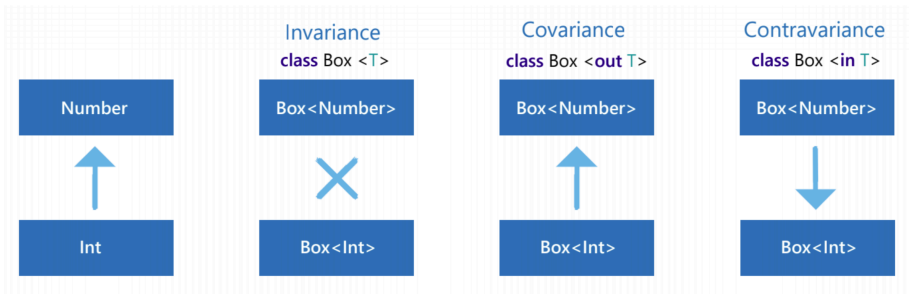 Invariance
class Box <T>
Covariance
class Box <out T>
Contravariance
class Box <in T>
Number
Box<Number>
Box<Number>
Box<Number>
Int
Box<Int>
Box<Int>
Box<Int>